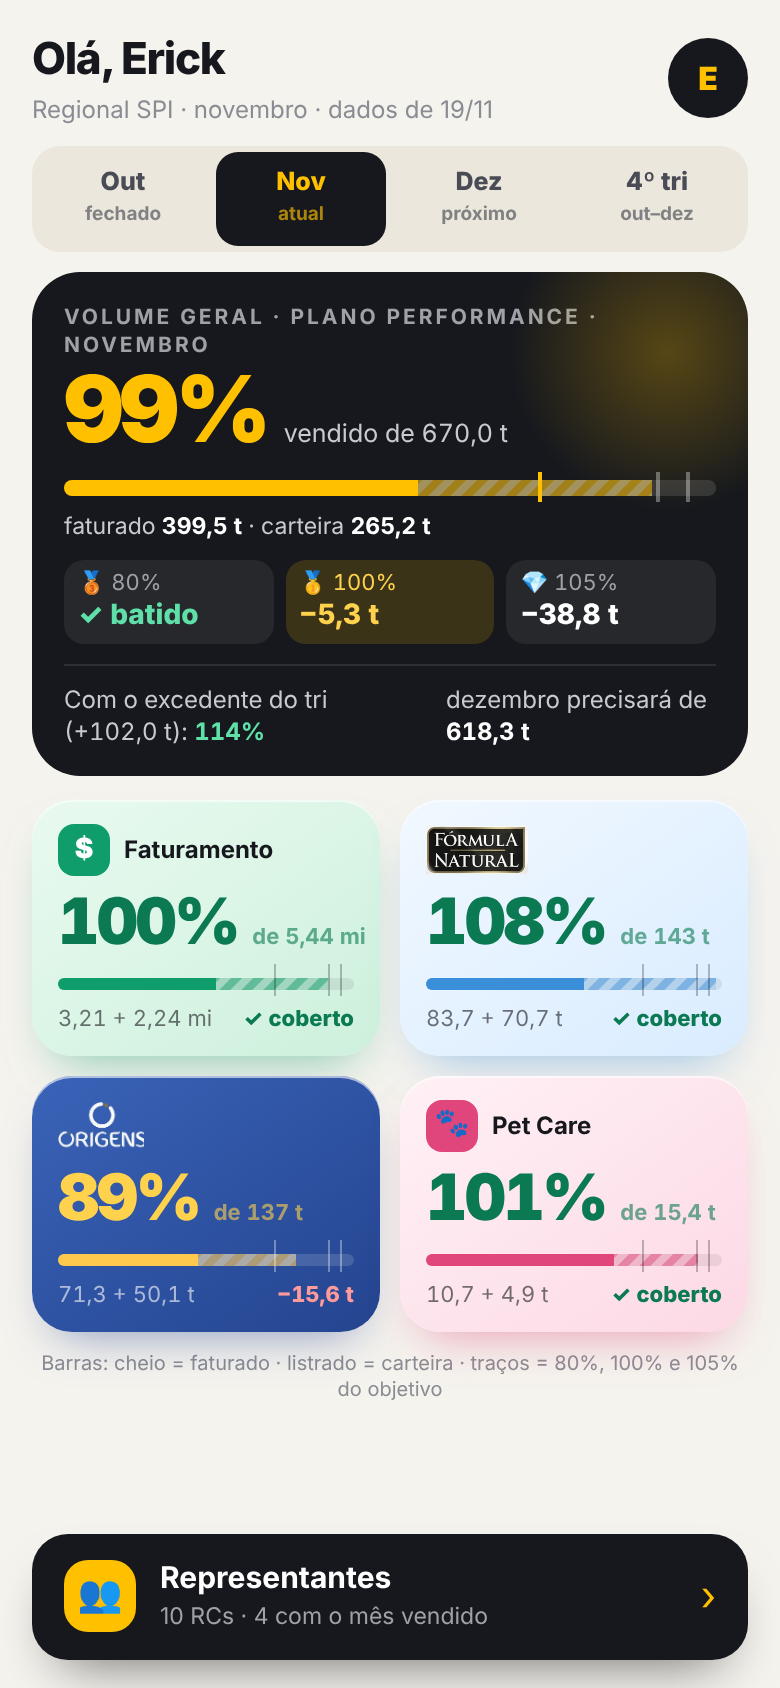 Olá, Erick
E
Regional SPI · novembro · dados de 19/11
Out
fechado
Nov
atual
Dez
próximo
4º tri
out–dez
VOLUME GERAL · PLANO PERFORMANCE ·
NOVEMBRO
99% vendido de 670,0 t
faturado 399,5 t · carteira 265,2 t
🥉 80%
✓ batido
🥇 100%
−5,3 t
💎 105%
−38,8 t
Com o excedente do tri
(+102,0 t): 114%
dezembro precisará de
618,3 t
$ Faturamento
100% de 5,44 mi
3,21 + 2,24 mi ✓ coberto
FÓRMULA
NATURAL
108% de 143 t
83,7 + 70,7 t ✓ coberto
ORIGENS
89% de 137 t
71,3 + 50,1 t −15,6 t
🐾 Pet Care
101% de 15,4 t
10,7 + 4,9 t ✓ coberto
Barras: cheio = faturado · listrado = carteira · traços = 80%, 100% e 105%
do objetivo
👥 Representantes
10 RCs · 4 com o mês vendido ›